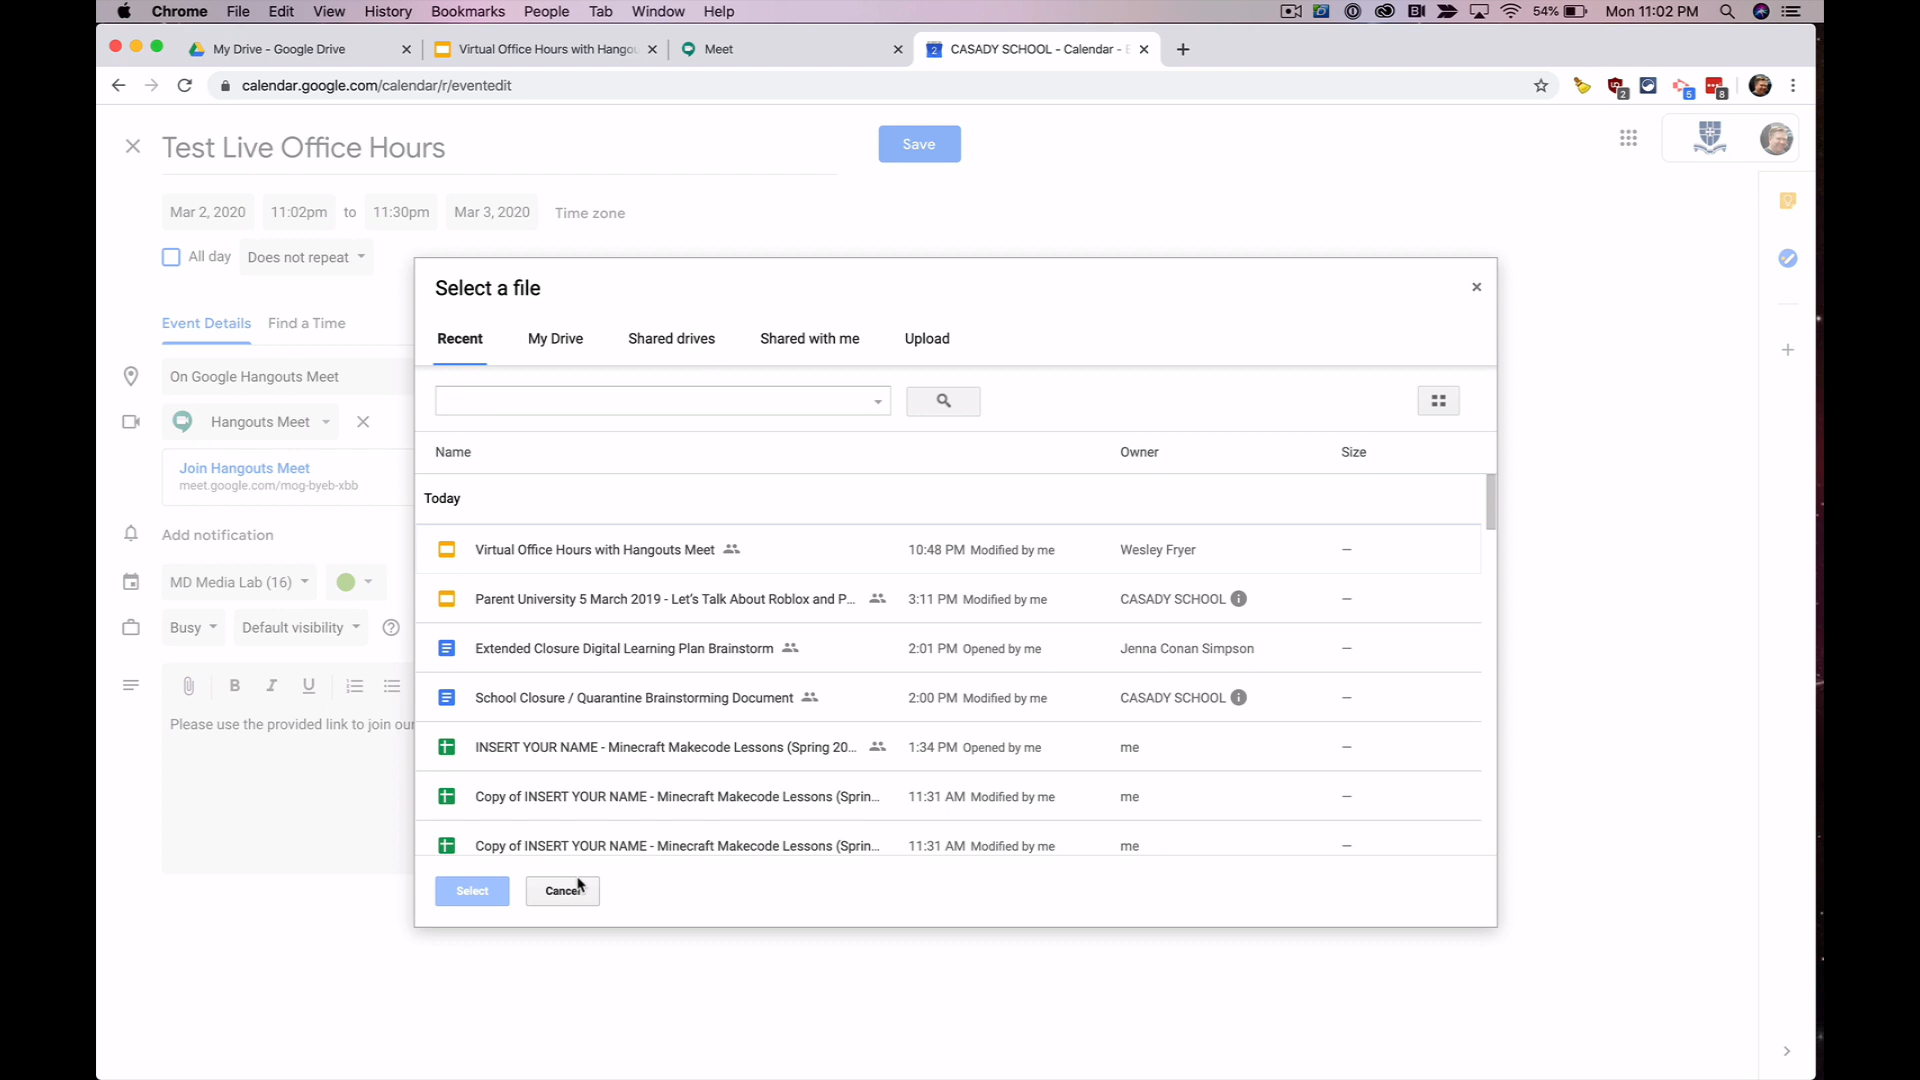 Chrome File Edit View History Bookmarks People Tab Window Help 54% Mon 11:02 PM
My Drive - Google Drive Virtual Office Hours with Hangou Meet CASADY SCHOOL - Calendar - E
calendar.google.com/calendar/r/eventedit 2 5 8
Test Live Office Hours Save
Mar 2, 2020 11:02pm to 11:30pm Mar 3, 2020 Time zone
All day Does not repeat
Select a file
Event Details Find a Time
Recent My Drive Shared drives Shared with me Upload
On Google Hangouts Meet
Hangouts Meet
Name Owner Size
Join Hangouts Meet
meet.google.com/mog-byeb-xbb
Today
Add notification
Virtual Office Hours with Hangouts Meet 10:48 PM Modified by me Wesley Fryer —
MD Media Lab (16)
Parent University 5 March 2019 - Let's Talk About Roblox and P... 3:11 PM Modified by me CASADY SCHOOL —
Busy Default visibility
Extended Closure Digital Learning Plan Brainstorm 2:01 PM Opened by me Jenna Conan Simpson —
B I U
School Closure / Quarantine Brainstorming Document 2:00 PM Modified by me CASADY SCHOOL —
Please use the provided link to join our
INSERT YOUR NAME - Minecraft Makecode Lessons (Spring 20... 1:34 PM Opened by me me —
Copy of INSERT YOUR NAME - Minecraft Makecode Lessons (Sprin... 11:31 AM Modified by me me —
Copy of INSERT YOUR NAME - Minecraft Makecode Lessons (Sprin... 11:31 AM Modified by me me —
Select Cancel